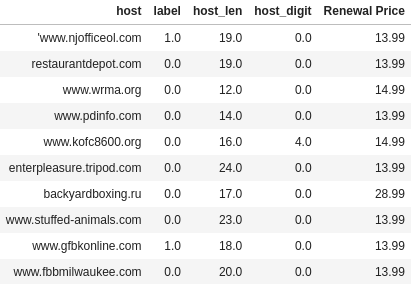 host label host_len host_digit Renewal Price
'www.njofficeol.com 1.0 19.0 0.0 13.99
restaurantdepot.com 0.0 19.0 0.0 13.99
www.wrma.org 0.0 12.0 0.0 14.99
www.pdinfo.com 0.0 14.0 0.0 13.99
www.kofc8600.org 0.0 16.0 4.0 14.99
enterpleasure.tripod.com 0.0 24.0 0.0 13.99
backyardboxing.ru 0.0 17.0 0.0 28.99
www.stuffed-animals.com 0.0 23.0 0.0 13.99
www.gfbkonline.com 1.0 18.0 0.0 13.99
www.fbbmilwaukee.com 0.0 20.0 0.0 13.99